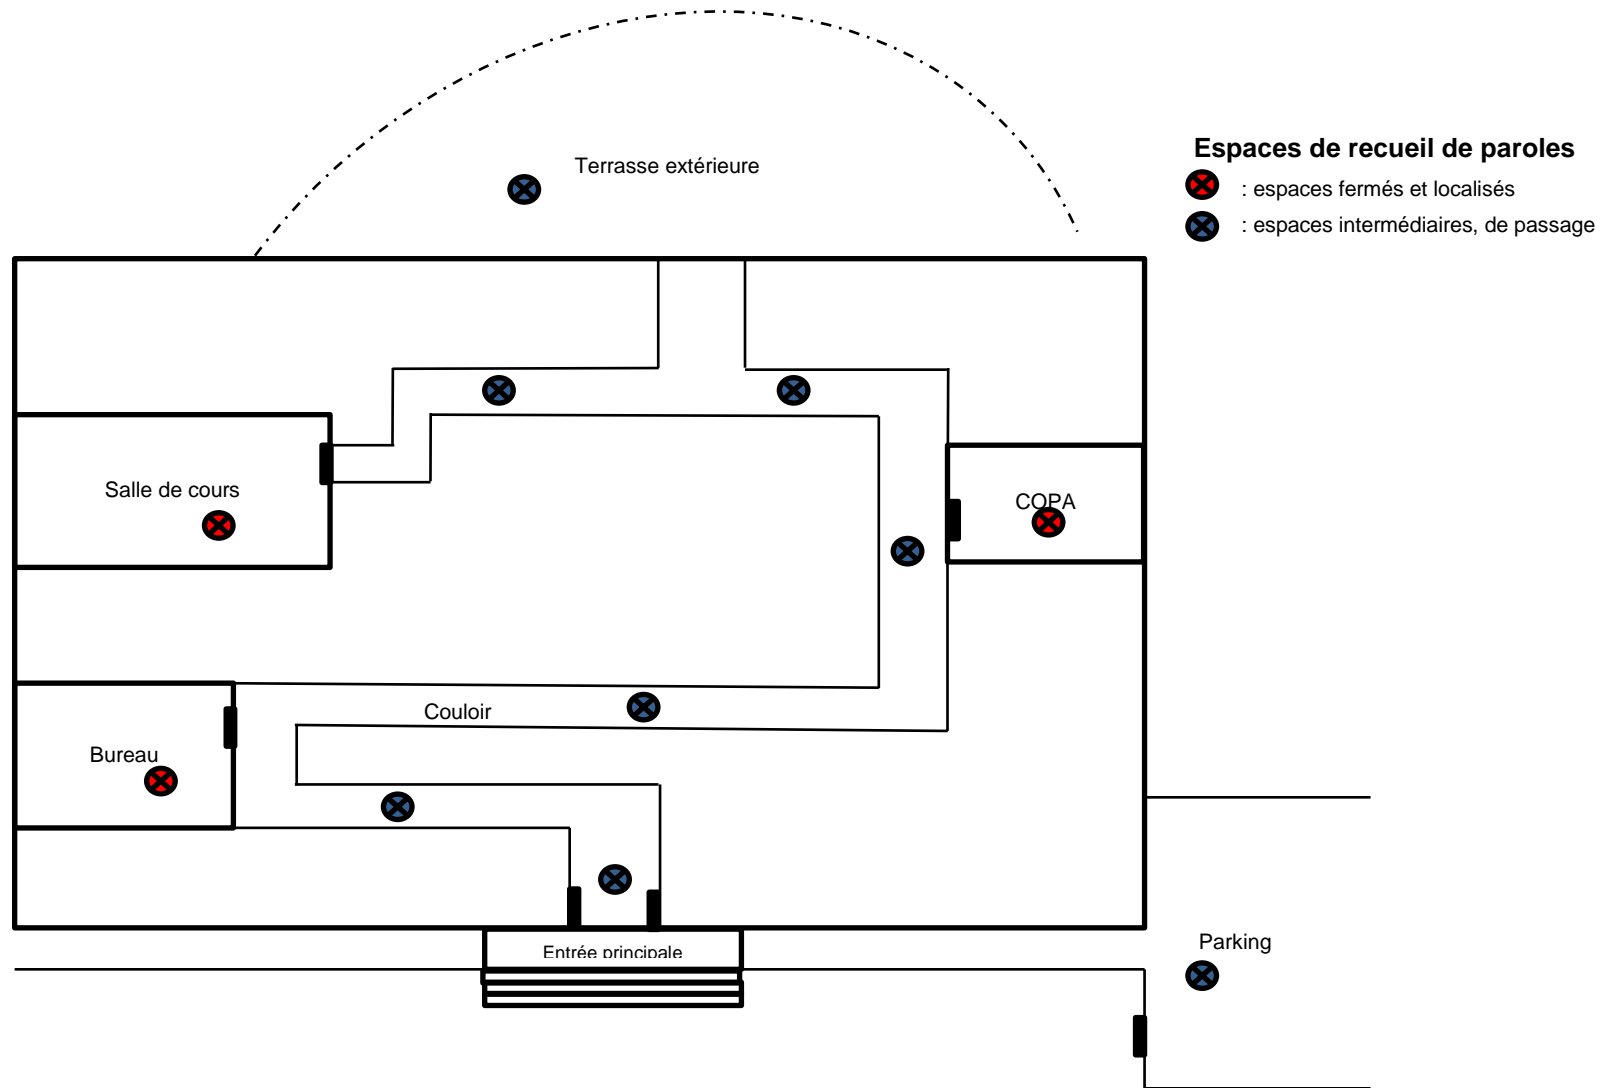 Terrasse extérieure
Espaces de recueil de paroles
: espaces fermés et localisés
: espaces intermédiaires, de passage
Salle de cours
COPA
Couloir
Bureau
Entrée principale
Parking